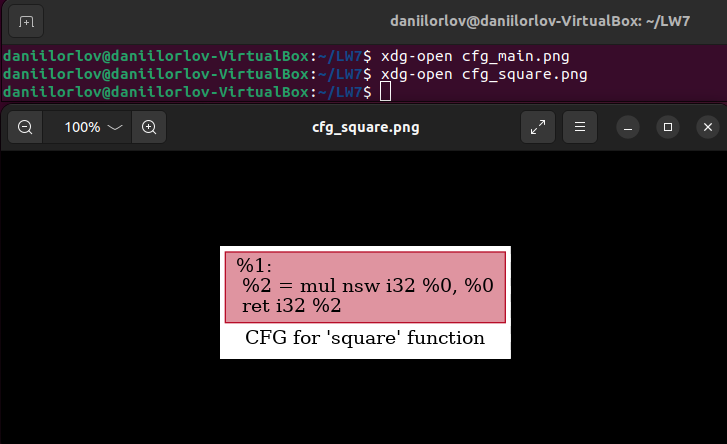 daniilorlov@daniilorlov-VirtualBox: ~/LW7
daniilorlov@daniilorlov-VirtualBox:~/LW7$ xdg-open cfg_main.png
daniilorlov@daniilorlov-VirtualBox:~/LW7$ xdg-open cfg_square.png
daniilorlov@daniilorlov-VirtualBox:~/LW7$
100% cfg_square.png
%1:
%2 = mul nsw i32 %0, %0
ret i32 %2
CFG for 'square' function